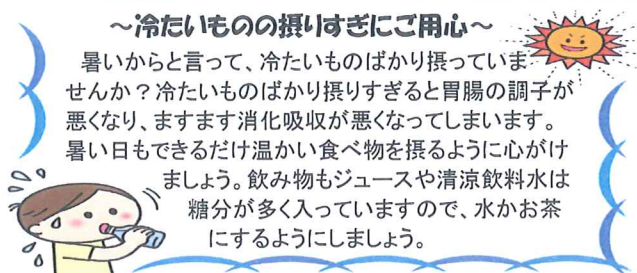 ～冷たいものの摂りすぎにご用心～
暑いからと言って、冷たいものばかり摂っていま
せんか？冷たいものばかり摂りすぎると胃腸の調子が
悪くなり、ますます消化吸収が悪くなってしまいます。
暑い日もできるだけ温かい食べ物を摂るように心がけ
ましょう。飲み物もジュースや清涼飲料水は
糖分が多く入っていますので、水かお茶
にするようにしましょう。